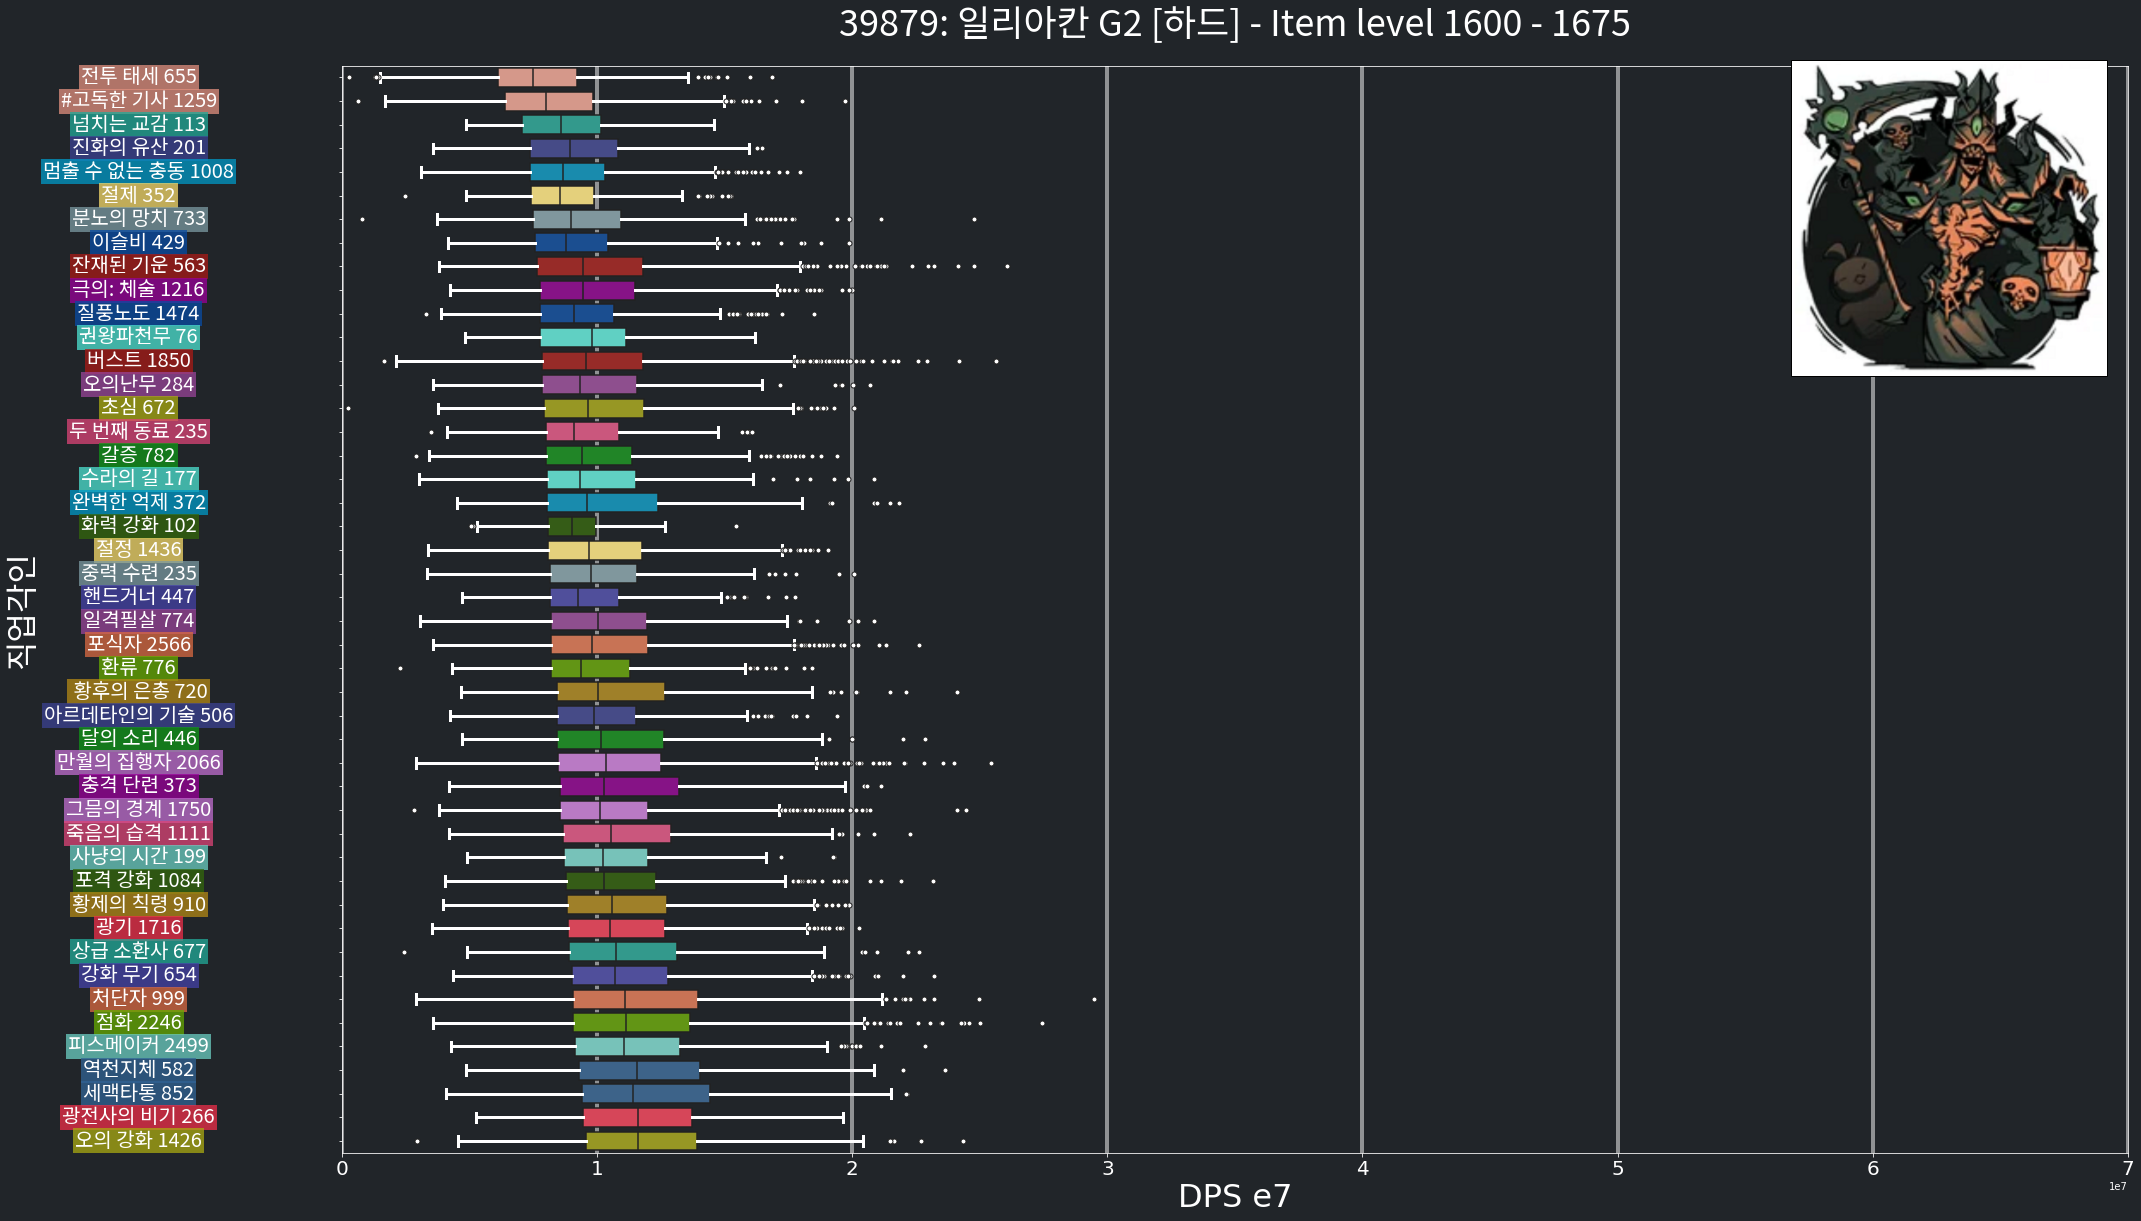 39879: 일리아칸 G2 [하드] - Item level 1600 - 1675
전투 태세 655
#고독한 기사 1259
넘치는 교감 113
진화의 유산 201
멈출 수 없는 충동 1008
절제 352
분노의 망치 733
이슬비 429
잔재된 기운 563
극의: 체술 1216
질풍노도 1474
권왕파천무 76
버스트 1850
오의난무 284
초심 672
두 번째 동료 235
갈증 782
수라의 길 177
완벽한 억제 372
화력 강화 102
절정 1436
중력 수련 235
핸드거너 447
일격필살 774
포식자 2566
환류 776
황후의 은총 720
아르데타인의 기술 506
달의 소리 446
만월의 집행자 2066
충격 단련 373
그믐의 경계 1750
죽음의 습격 1111
사냥의 시간 199
포격 강화 1084
황제의 칙령 910
광기 1716
상급 소환사 677
강화 무기 654
처단자 999
점화 2246
피스메이커 2499
역천지체 582
세맥타통 852
광전사의 비기 266
오의 강화 1426
직업각인
0 1 2 3 4 5 6 7
DPS e7
1e7